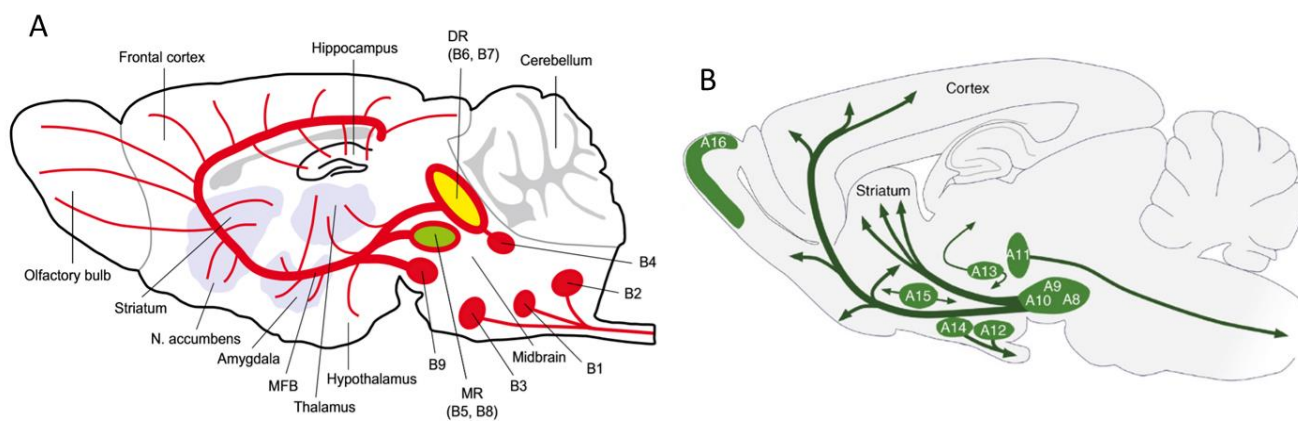 A
Hippocampus
DR
(B6, B7)
Frontal cortex
Cerebellum
Olfactory bulb
Striatum
N. accumbens
Amygdala
MFB
Thalamus
Hypothalamus
B9
MR
(B5, B8)
B3
Midbrain
B1
B2
B4
B
Cortex
A16
Striatum
A11
A13
A9
A10
A8
A15
A14
A12